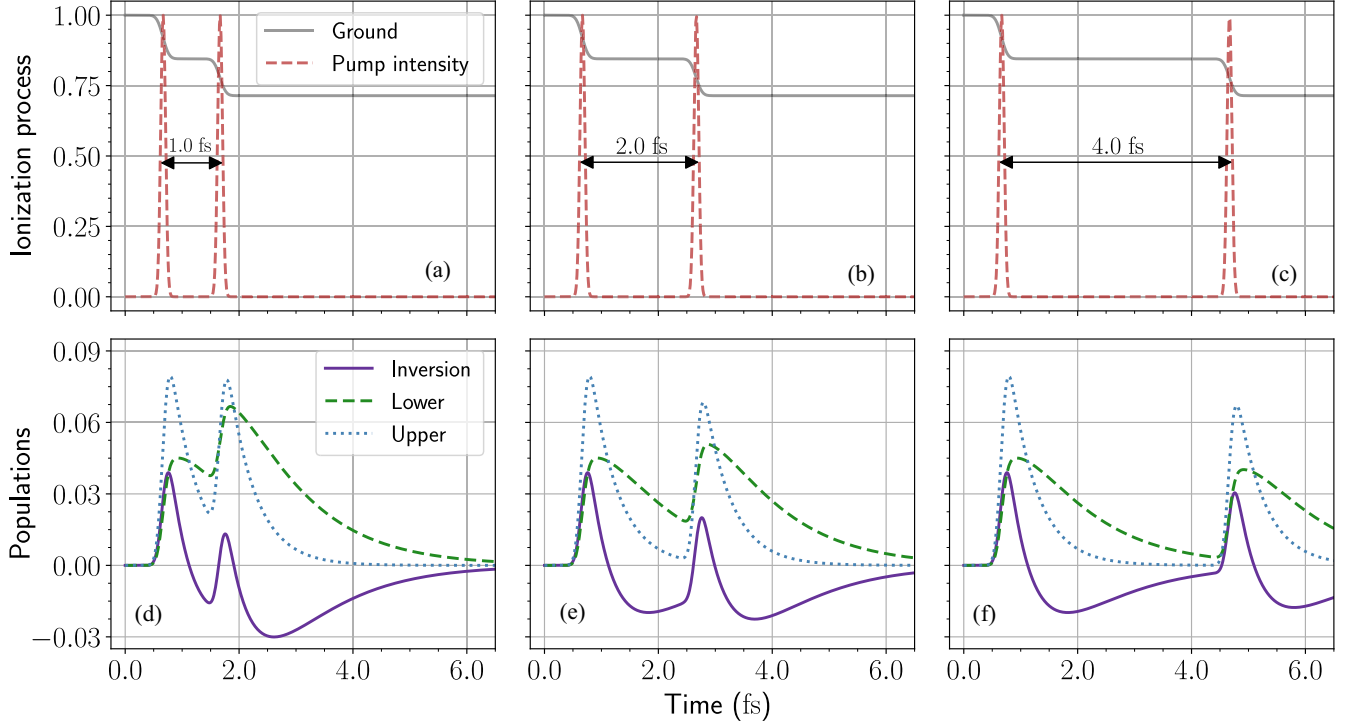 Ionization process
1.00
0.75
0.50
0.25
0.00
Ground
Pump intensity
1.0 fs
(a)
2.0 fs
(b)
4.0 fs
(c)
Populations
0.09
0.06
0.03
0.00
−0.03
Inversion
Lower
Upper
(d)
(e)
(f)
0.0 2.0 4.0 6.0
0.0 2.0 4.0 6.0
0.0 2.0 4.0 6.0
Time (fs)